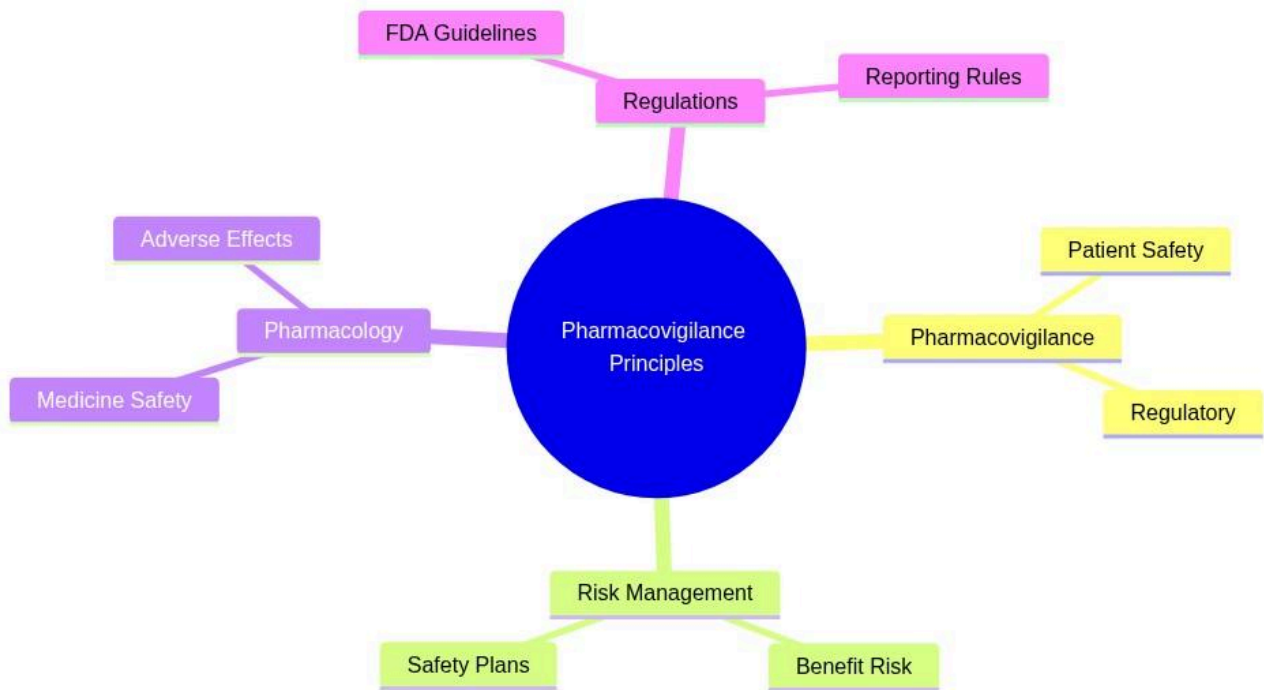 FDA Guidelines
Reporting Rules
Regulations
Adverse Effects
Patient Safety
Pharmacology
Pharmacovigilance
Principles
Pharmacovigilance
Medicine Safety
Regulatory
Risk Management
Safety Plans
Benefit Risk